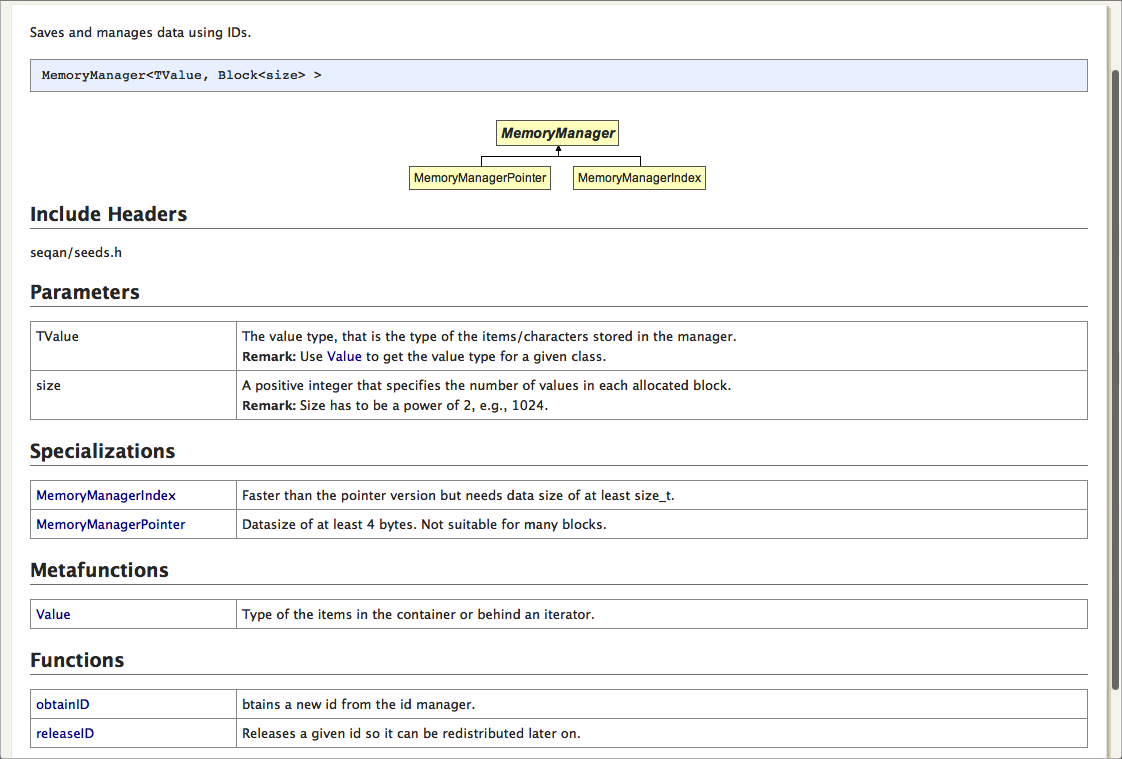 Saves and manages data using IDs.
MemoryManager<TValue, Block<size> >
MemoryManager
MemoryManagerPointer MemoryManagerIndex
Include Headers
seqan/seeds.h
Parameters
TValue The value type, that is the type of the items/characters stored in the manager.
Remark: Use Value to get the value type for a given class.
size A positive integer that specifies the number of values in each allocated block.
Remark: Size has to be a power of 2, e.g., 1024.
Specializations
MemoryManagerIndex Faster than the pointer version but needs data size of at least size_t.
MemoryManagerPointer Datasize of at least 4 bytes. Not suitable for many blocks.
Metafunctions
Value Type of the items in the container or behind an iterator.
Functions
obtainID btains a new id from the id manager.
releaseID Releases a given id so it can be redistributed later on.